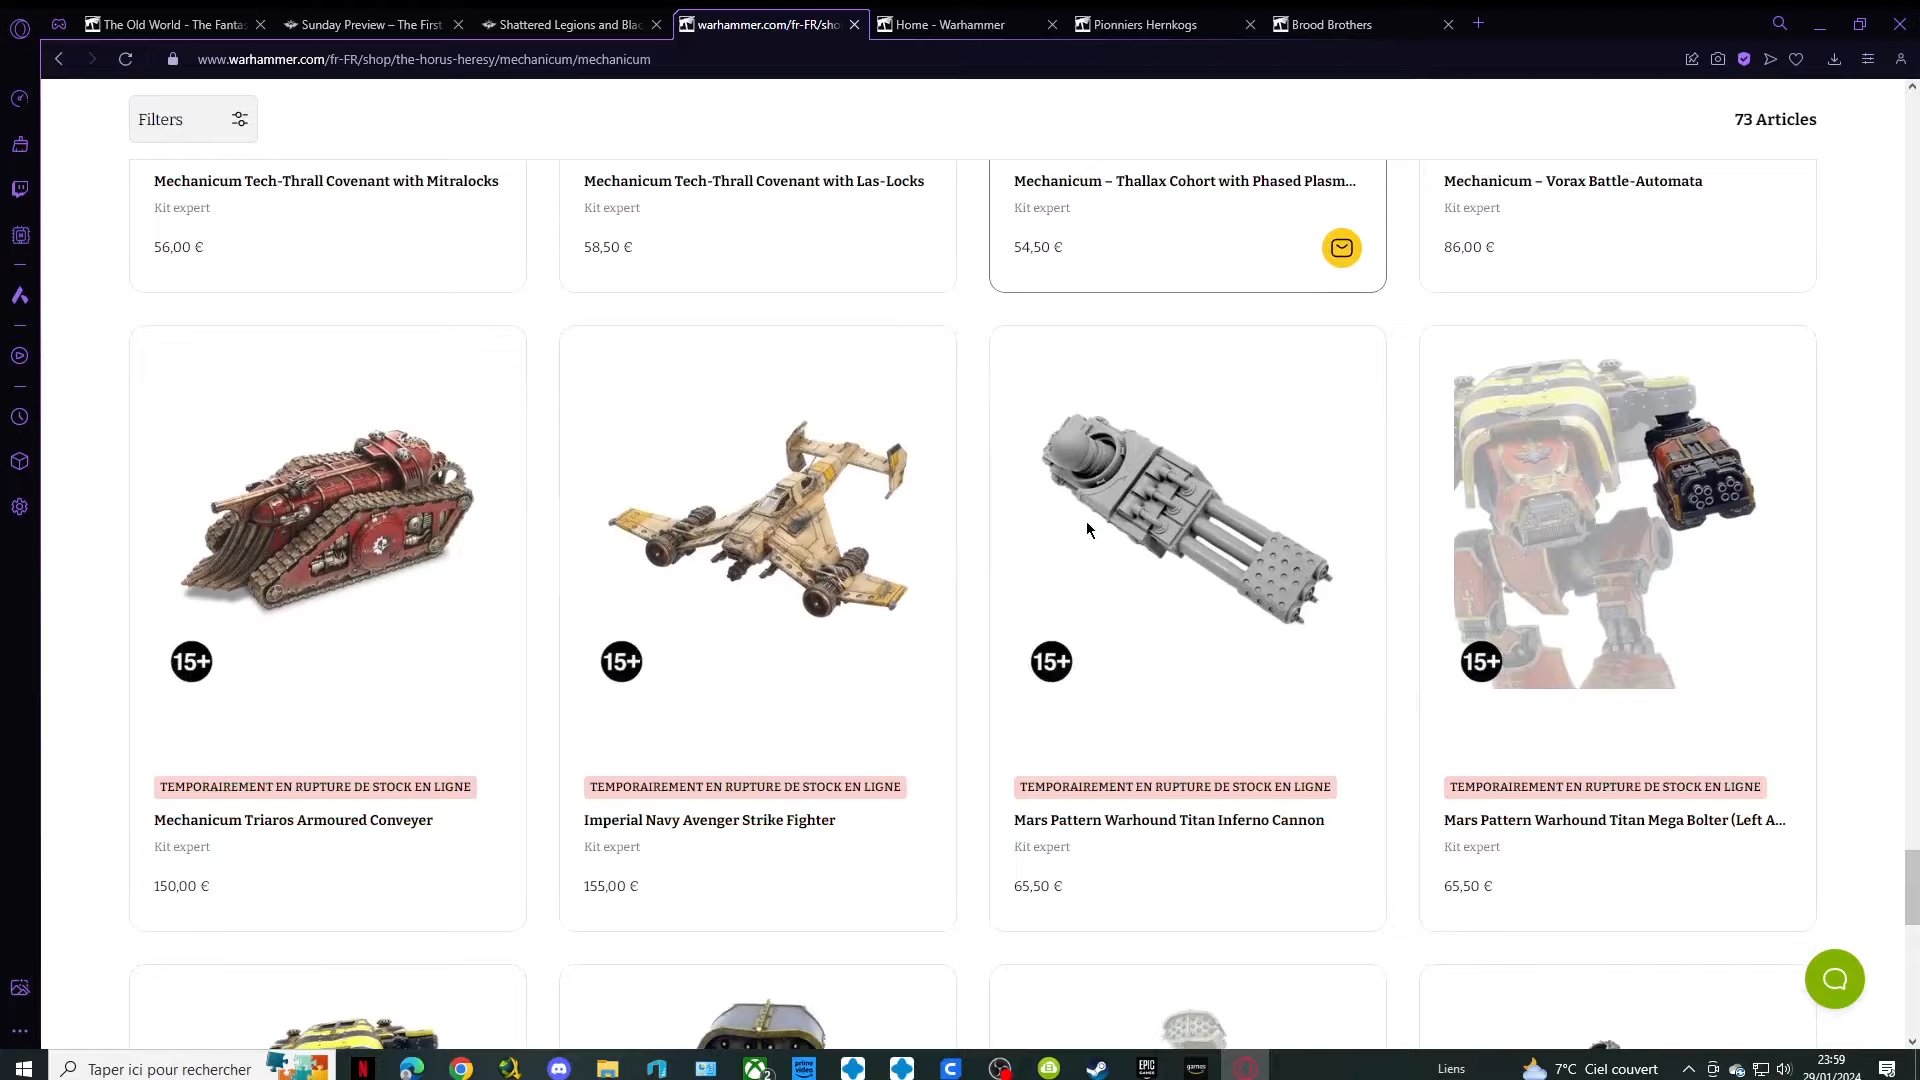 The Old World - The Fantas
Sunday Preview – The First
Shattered Legions and Blac
warhammer.com/fr-FR/sho
Home - Warhammer
Pionniers Hernkogs
Brood Brothers
www.warhammer.com/fr-FR/shop/the-horus-heresy/mechanicum/mechanicum
Filters
73 Articles
Mechanicum Tech-Thrall Covenant with Mitralocks
Kit expert
56,00 €
Mechanicum Tech-Thrall Covenant with Las-Locks
Kit expert
58,50 €
Mechanicum – Thallax Cohort with Phased Plasm...
Kit expert
54,50 €
Mechanicum – Vorax Battle-Automata
Kit expert
86,00 €
15+
TEMPORAIREMENT EN RUPTURE DE STOCK EN LIGNE
Mechanicum Triaros Armoured Conveyer
Kit expert
150,00 €
15+
TEMPORAIREMENT EN RUPTURE DE STOCK EN LIGNE
Imperial Navy Avenger Strike Fighter
Kit expert
155,00 €
15+
TEMPORAIREMENT EN RUPTURE DE STOCK EN LIGNE
Mars Pattern Warhound Titan Inferno Cannon
Kit expert
65,50 €
15+
TEMPORAIREMENT EN RUPTURE DE STOCK EN LIGNE
Mars Pattern Warhound Titan Mega Bolter (Left A...
Kit expert
65,50 €
Taper ici pour rechercher
N
2
prime video
C
EPIC GAMES
games
Liens
7°C Ciel couvert
23:59
29/01/2024